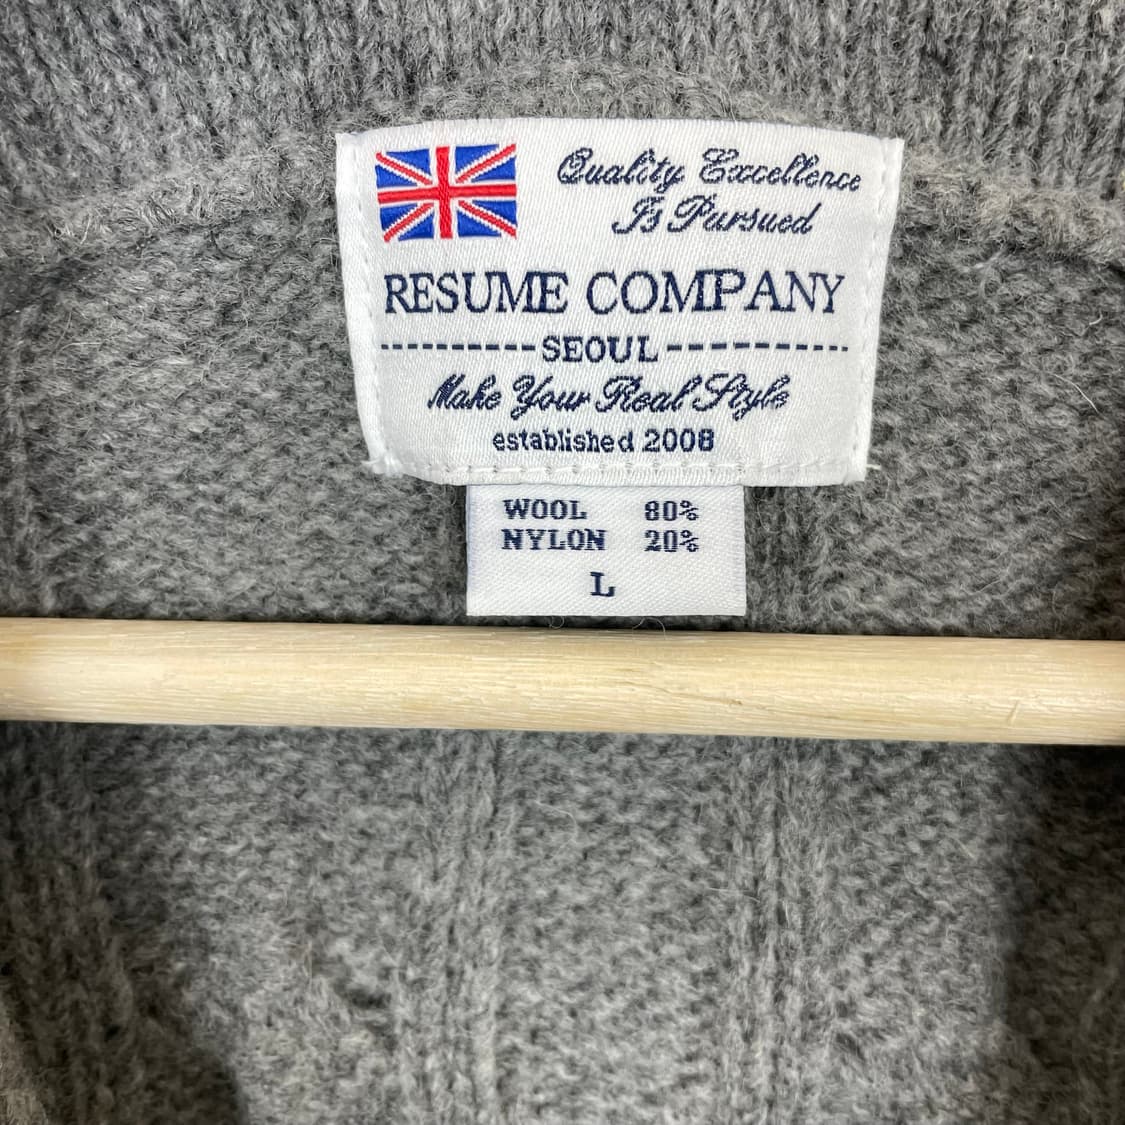 Quality Excellence
Is Pursued
RESUME COMPANY
SEOUL
Make Your Real Style
established 2008
WOOL 80%
NYLON 20%
L